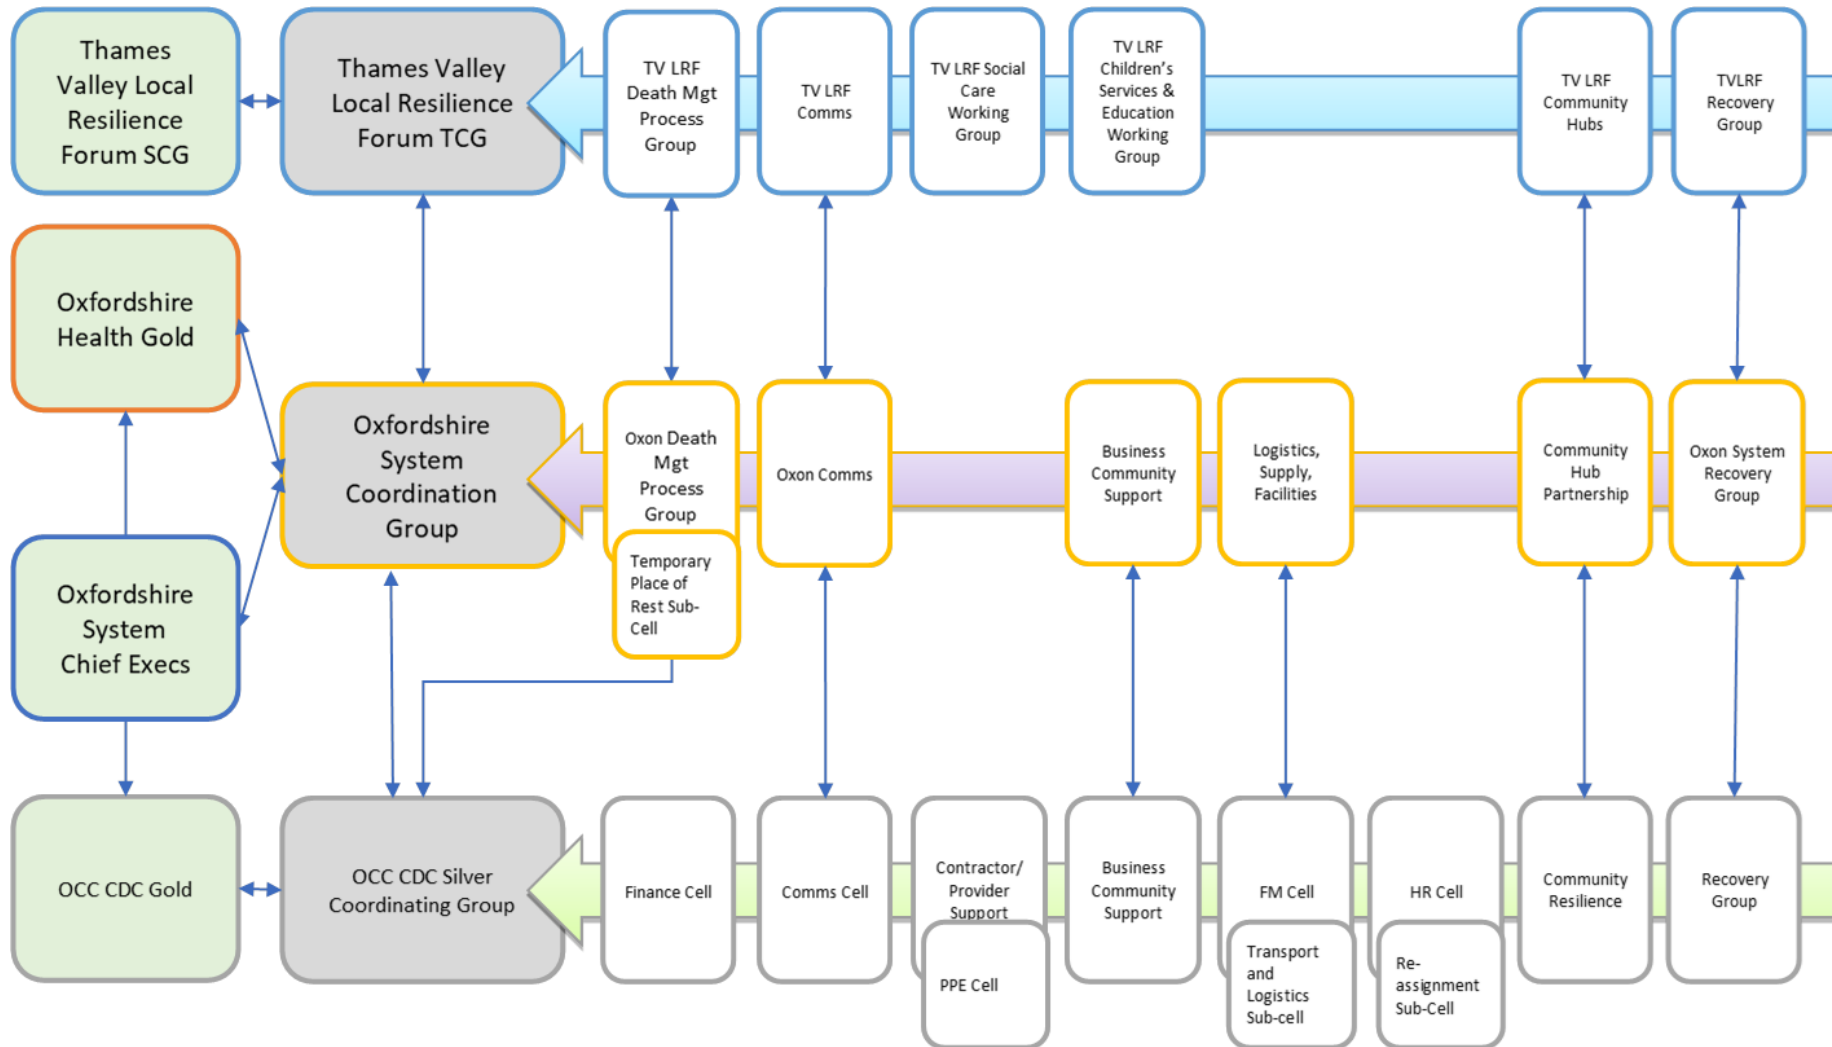 Thames
Valley Local
Resilience
Forum SCG
Thames Valley
Local Resilience
Forum TCG
TV LRF
Death Mgt
Process
Group
TV LRF
Comms
TV LRF Social
Care
Working
Group
TV LRF
Children's
Services &
Education
Working
Group
TV LRF
Community
Hubs
TVLRF
Recovery
Group
Oxfordshire
Health Gold
Oxfordshire
System
Coordination
Group
Oxon Death
Mgt
Process
Group
Temporary
Place of
Rest Sub-
Cell
Oxon Comms
Business
Community
Support
Logistics,
Supply,
Facilities
Community
Hub
Partnership
Oxon System
Recovery
Group
Oxfordshire
System
Chief Execs
OCC CDC Gold
OCC CDC Silver
Coordinating Group
Finance Cell
Comms Cell
Contractor/
Provider
Support
PPE Cell
Business
Community
Support
FM Cell
Transport
and
Logistics
Sub-cell
HR Cell
Re-
assignment
Sub-Cell
Community
Resilience
Recovery
Group